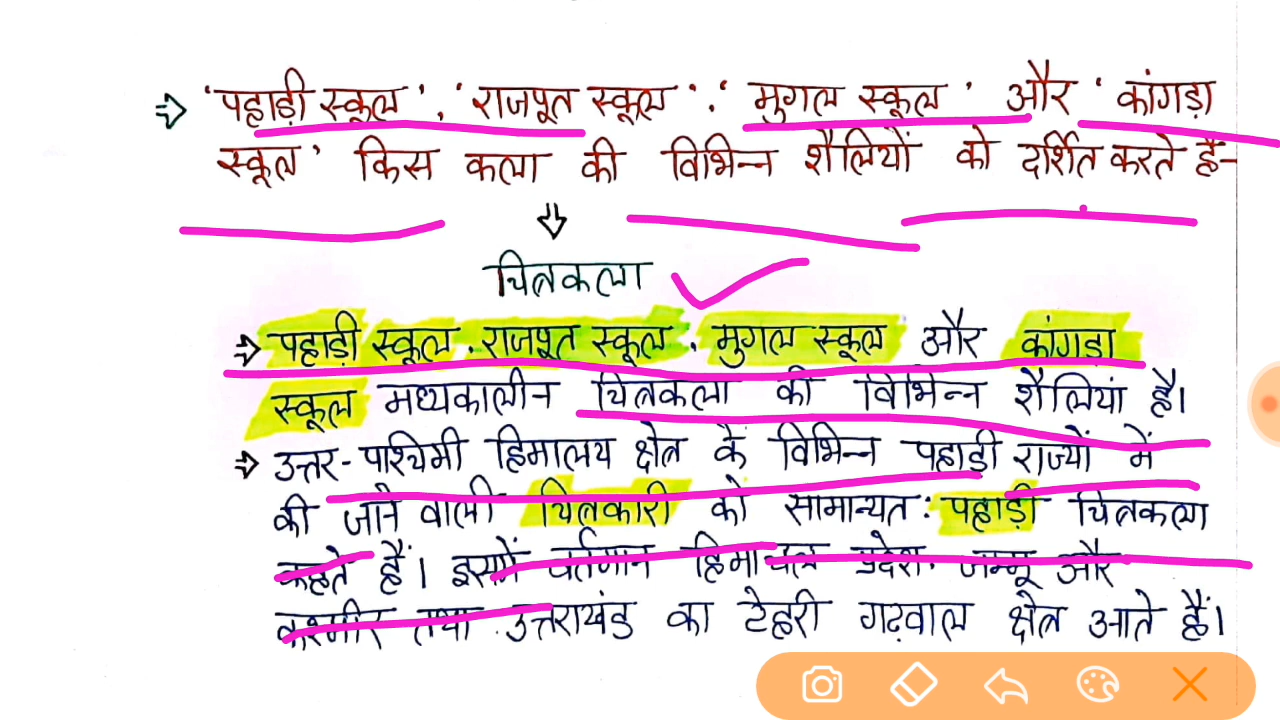 ⇒ 'पहाड़ी स्कूल', 'राजपूत स्कूल', 'मुगल स्कूल' और 'कांगड़ा
स्कूल' किस कला की विभिन्न शैलियों को दर्शित करते हैं-
⇓
चित्रकला
⇒ पहाड़ी स्कूल, राजपूत स्कूल, मुगल स्कूल और कांगडा
स्कूल मध्यकालीन चित्रकला की विभिन्न शैलियां है।
⇒ उत्तर-पश्चिमी हिमालय क्षेत्र के विभिन्न पहाड़ी राज्यों में
की जाने वाली चित्रकारी को सामान्यत: पहाड़ी चित्रकला
कहते हैं। इसमें वर्तमान हिमाचल प्रदेश, जम्मू और
कश्मीर तथा उत्तराखंड का टेहरी गढ़वाल क्षेत्र आते हैं।